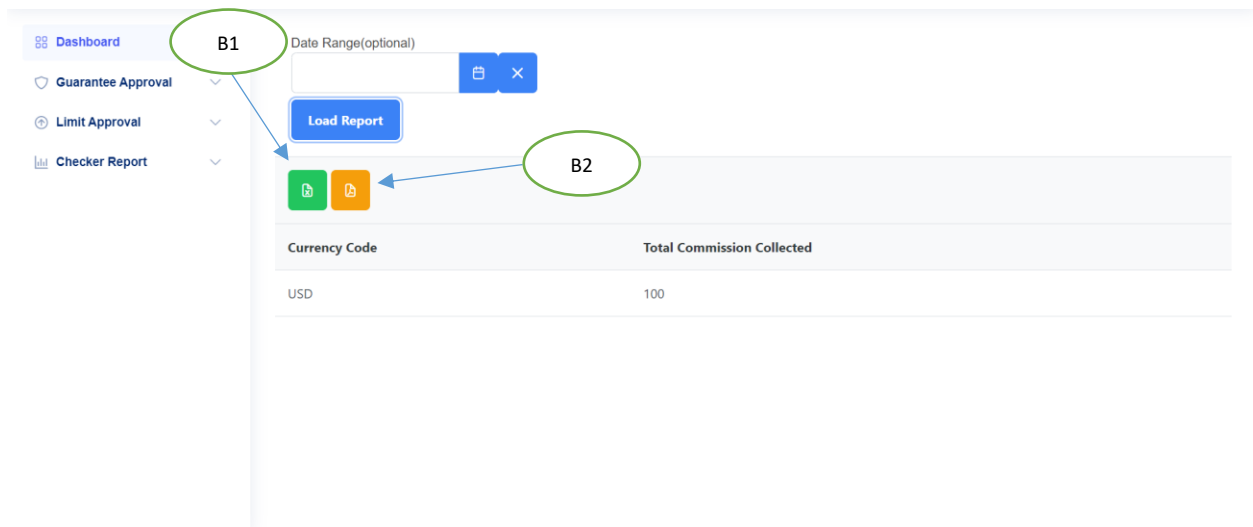 Dashboard
Guarantee Approval
Limit Approval
Checker Report
B1
Date Range(optional)
Load Report
B2
Currency Code Total Commission Collected
USD 100